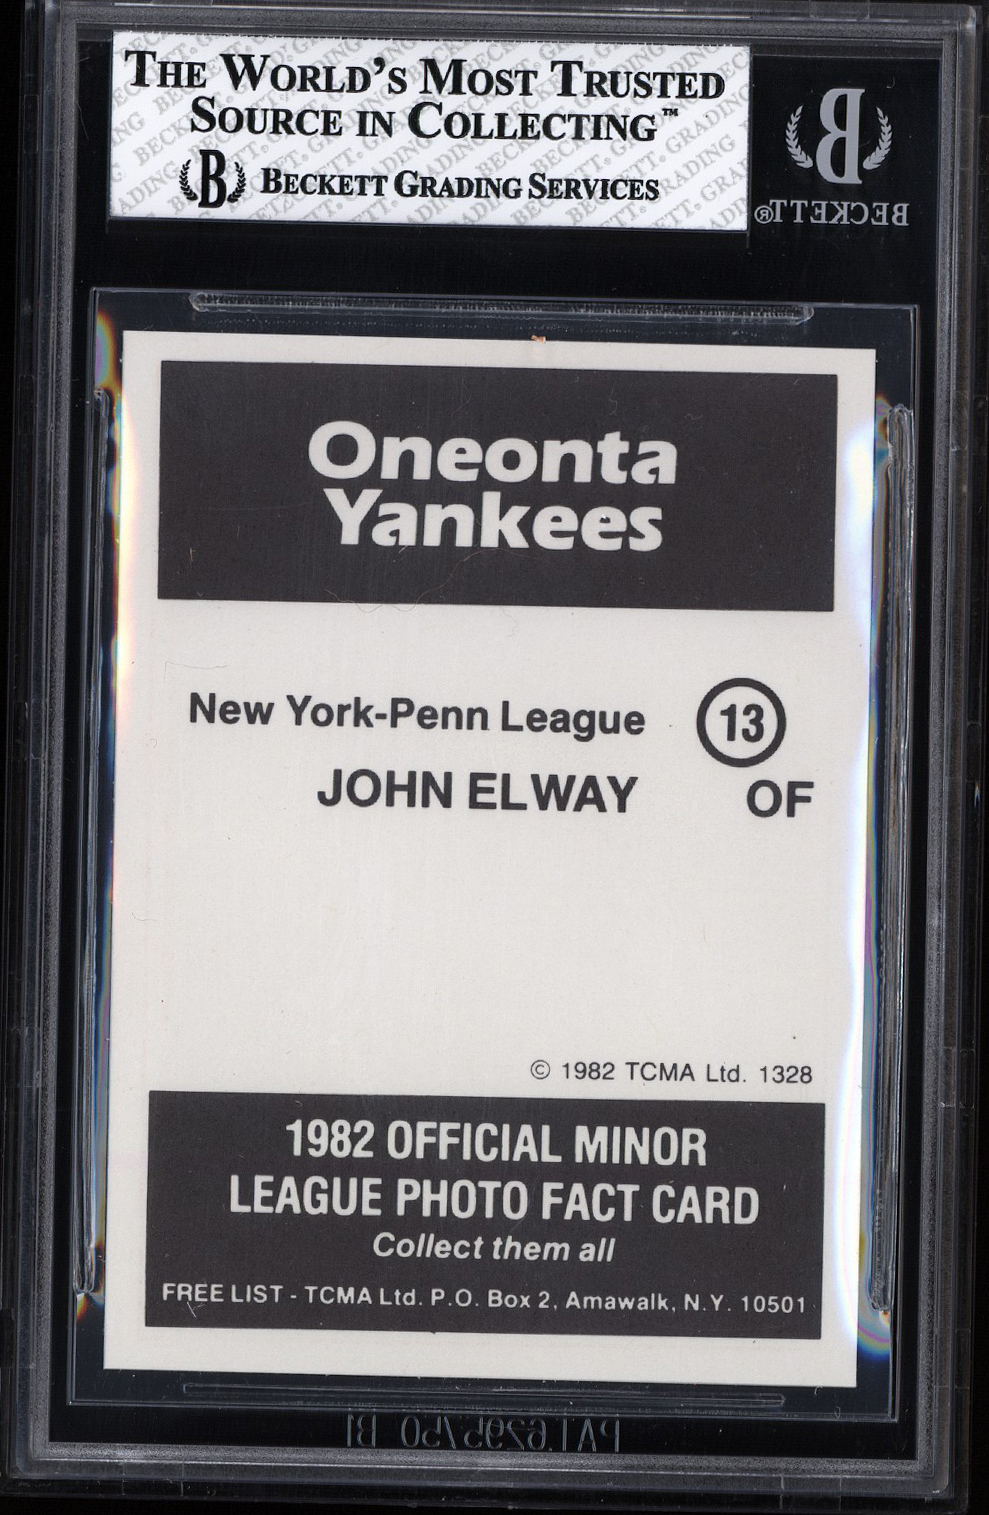 THE WORLD'S MOST TRUSTED
SOURCE IN COLLECTING™
B BECKETT GRADING SERVICES
B
BECKETT®
Oneonta
Yankees
New York-Penn League 13
JOHN ELWAY OF
© 1982 TCMA Ltd. 1328
1982 OFFICIAL MINOR
LEAGUE PHOTO FACT CARD
Collect them all
FREE LIST - TCMA Ltd. P.O. Box 2, Amawalk, N.Y. 10501